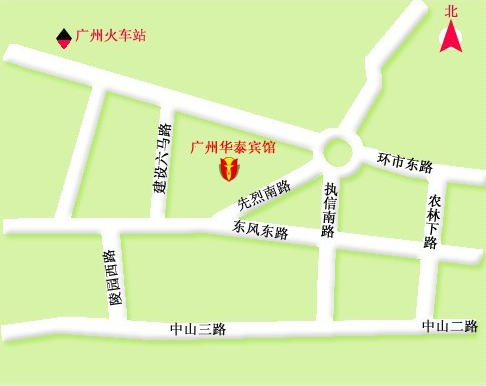 北
广州火车站
建设六马路
广州华泰宾馆
环市东路
先烈南路
执信南路
农林下路
东风东路
陵园西路
中山三路
中山二路